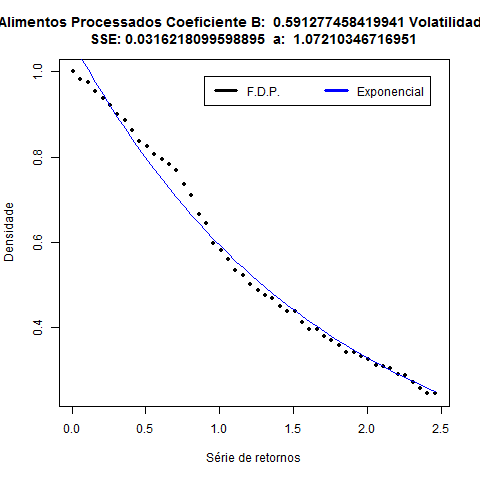 Alimentos Processados Coeficiente B: 0.591277458419941 Volatilidad
SSE: 0.0316218099598895 a: 1.07210346716951
F.D.P. Exponencial
1.0
0.8
0.6
0.4
Densidade
0.0 0.5 1.0 1.5 2.0 2.5
Série de retornos